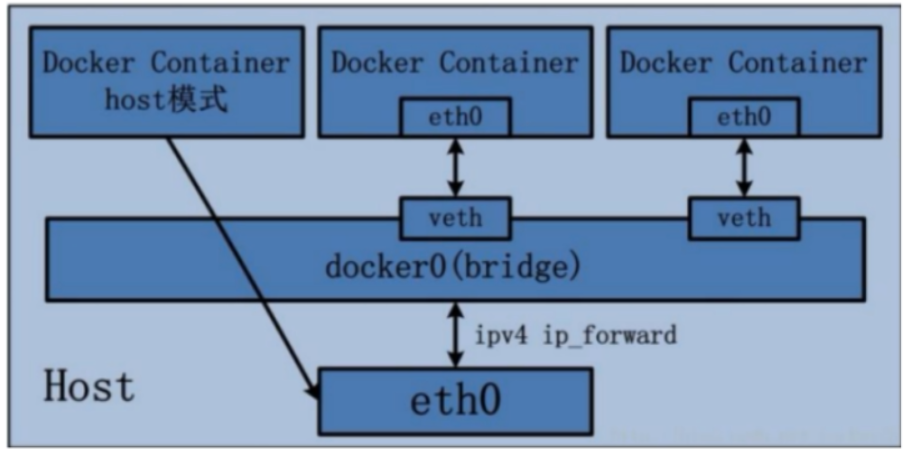 Docker Container
host模式
Docker Container
eth0
Docker Container
eth0
veth
veth
docker0(bridge)
ipv4 ip_forward
Host
eth0